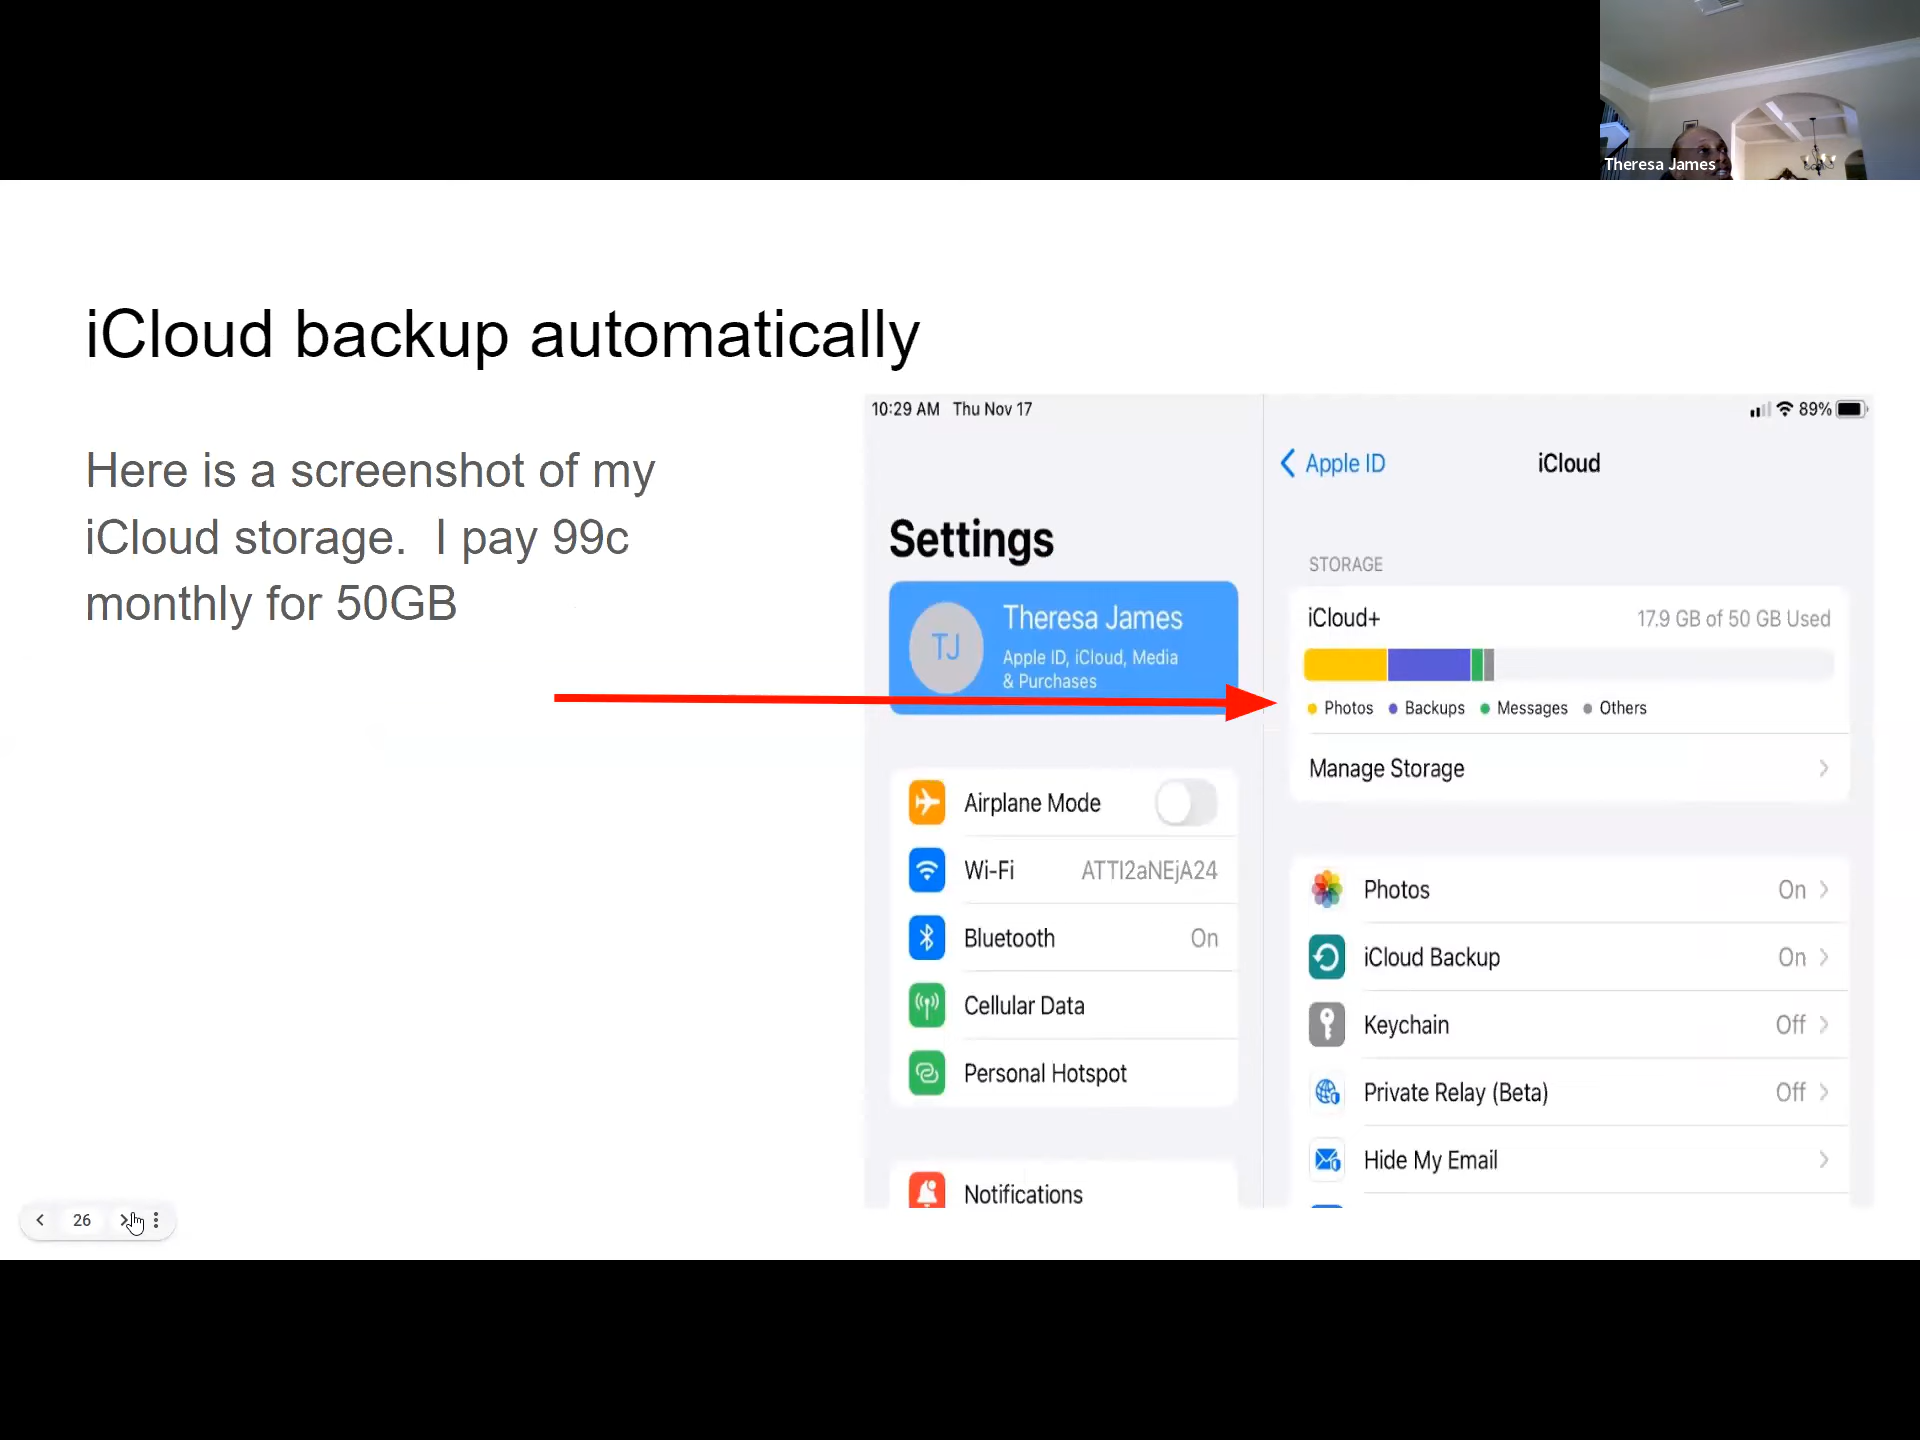 Theresa James
iCloud backup automatically
Here is a screenshot of my
iCloud storage.  I pay 99c
monthly for 50GB
10:29 AM Thu Nov 17
89%
Settings
TJ
Theresa James
Apple ID, iCloud, Media
& Purchases
Airplane Mode
Wi-Fi ATTI2aNEjA24
Bluetooth On
Cellular Data
Personal Hotspot
Notifications
Apple ID
iCloud
STORAGE
iCloud+ 17.9 GB of 50 GB Used
Photos Backups Messages Others
Manage Storage
Photos On
iCloud Backup On
Keychain Off
Private Relay (Beta) Off
Hide My Email
26